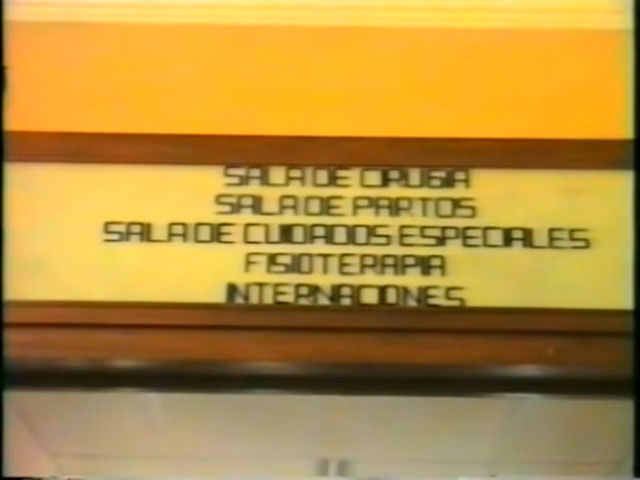 SALA DE CIRUGIA
SALA DE PARTOS
SALA DE CUIDADOS ESPECIALES
FISIOTERAPIA
INTERNACIONES